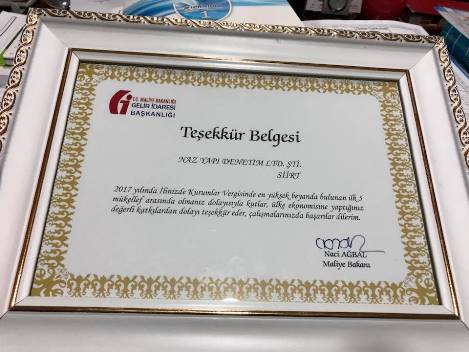 T.C. MALİYE BAKANLIĞI
GELİR İDARESİ
BAŞKANLIĞI
Teşekkür Belgesi
NAZ YAPI DENETİM LTD. ŞTİ.
SİİRT
2017 yılında İlinizde Kurumlar Vergisinde en yüksek beyanda bulunan ilk 5
mükellef arasında olmanız dolayısıyla kutlar, ülke ekonomisine yaptığınız
değerli katkılardan dolayı teşekkür eder, çalışmalarınızda başarılar dilerim.
Naci AĞBAL
Maliye Bakanı